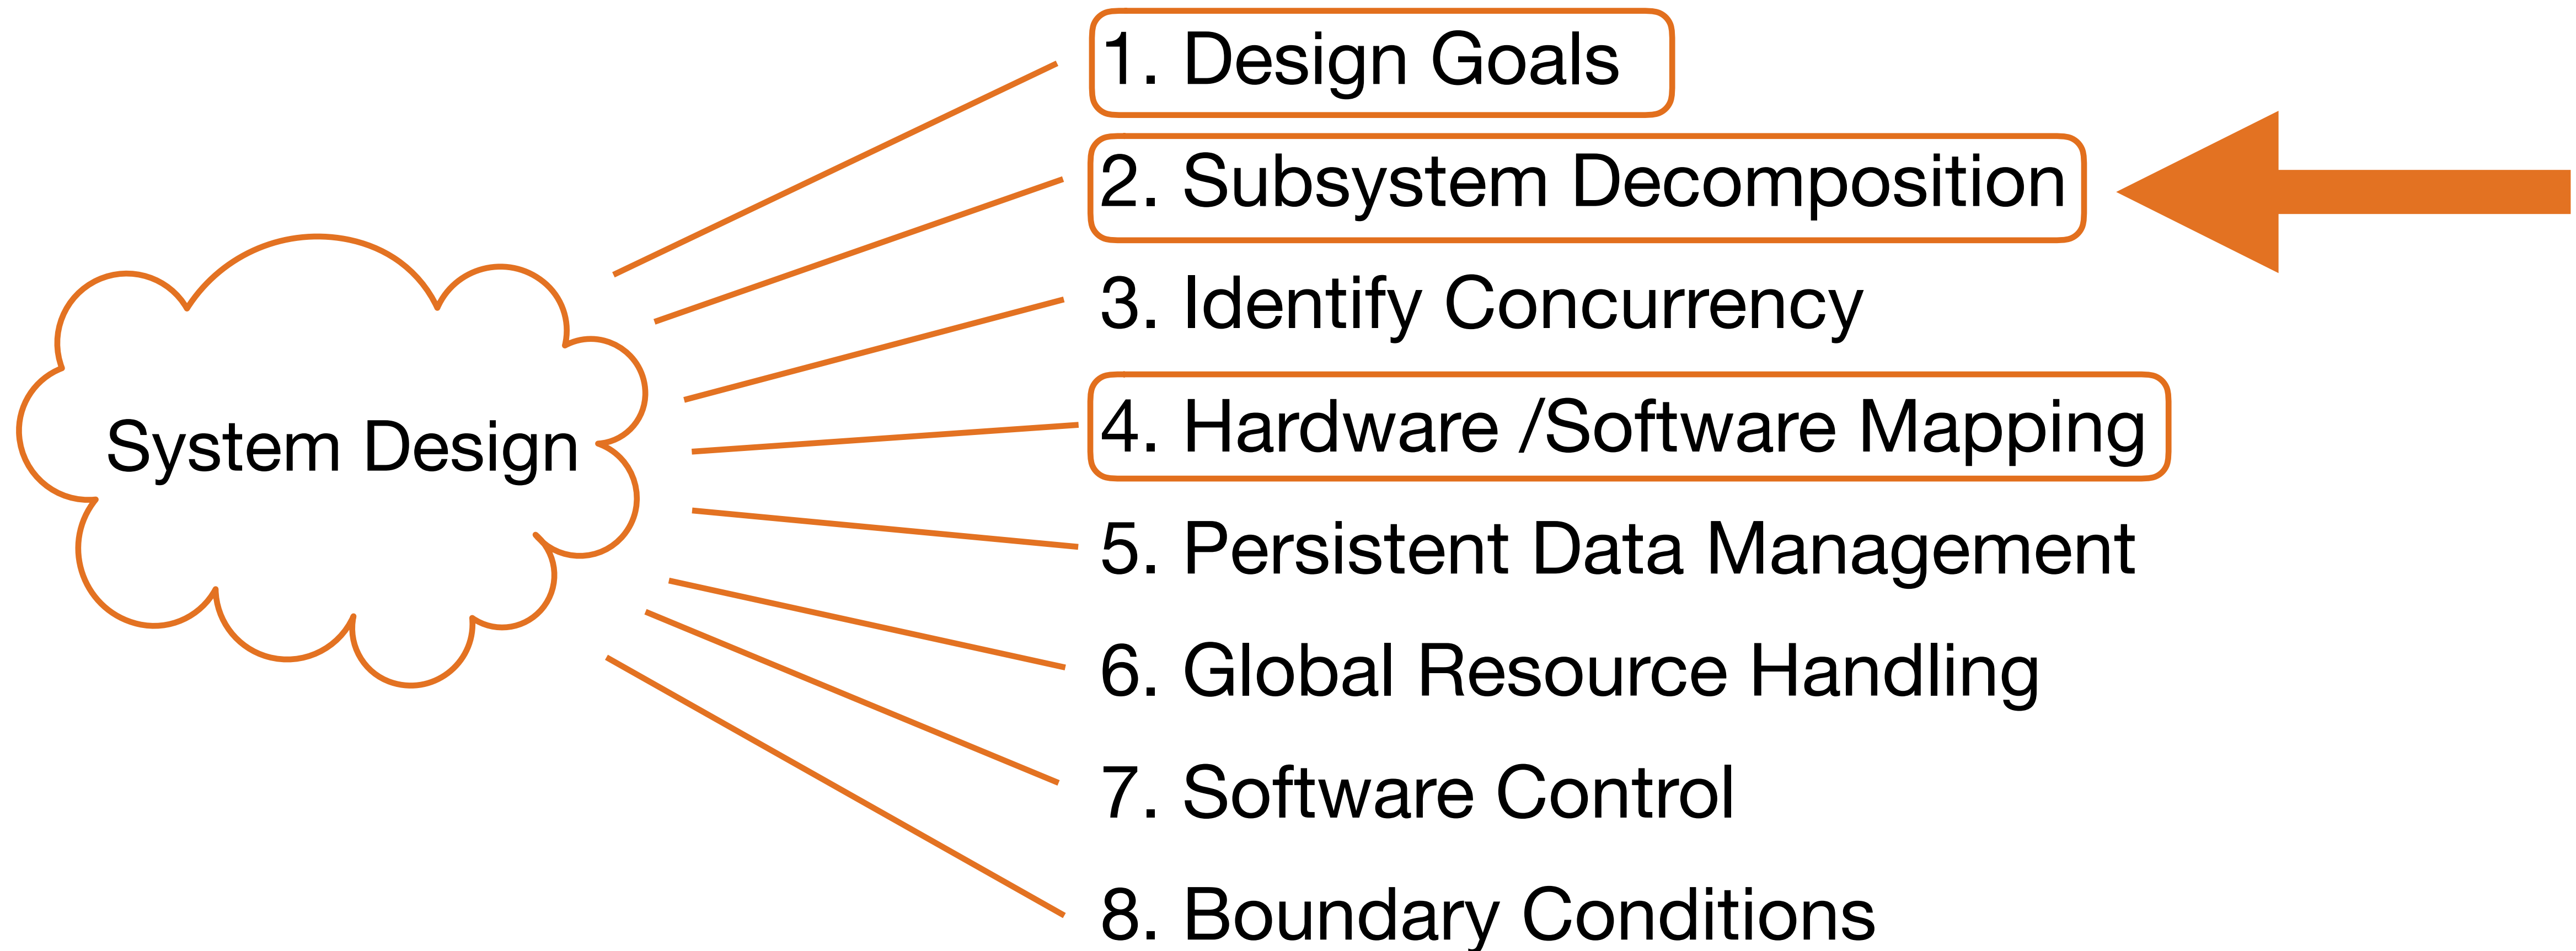 System Design
1. Design Goals
2. Subsystem Decomposition
3. Identify Concurrency
4. Hardware /Software Mapping
5. Persistent Data Management
6. Global Resource Handling
7. Software Control
8. Boundary Conditions